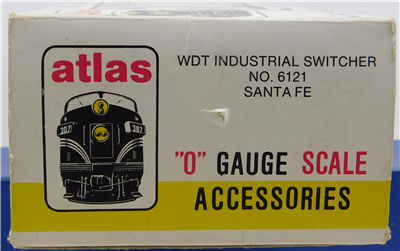 atlas
WDT INDUSTRIAL SWITCHER
NO. 6121
SANTA FE
307 307
"O" GAUGE SCALE
ACCESSORIES